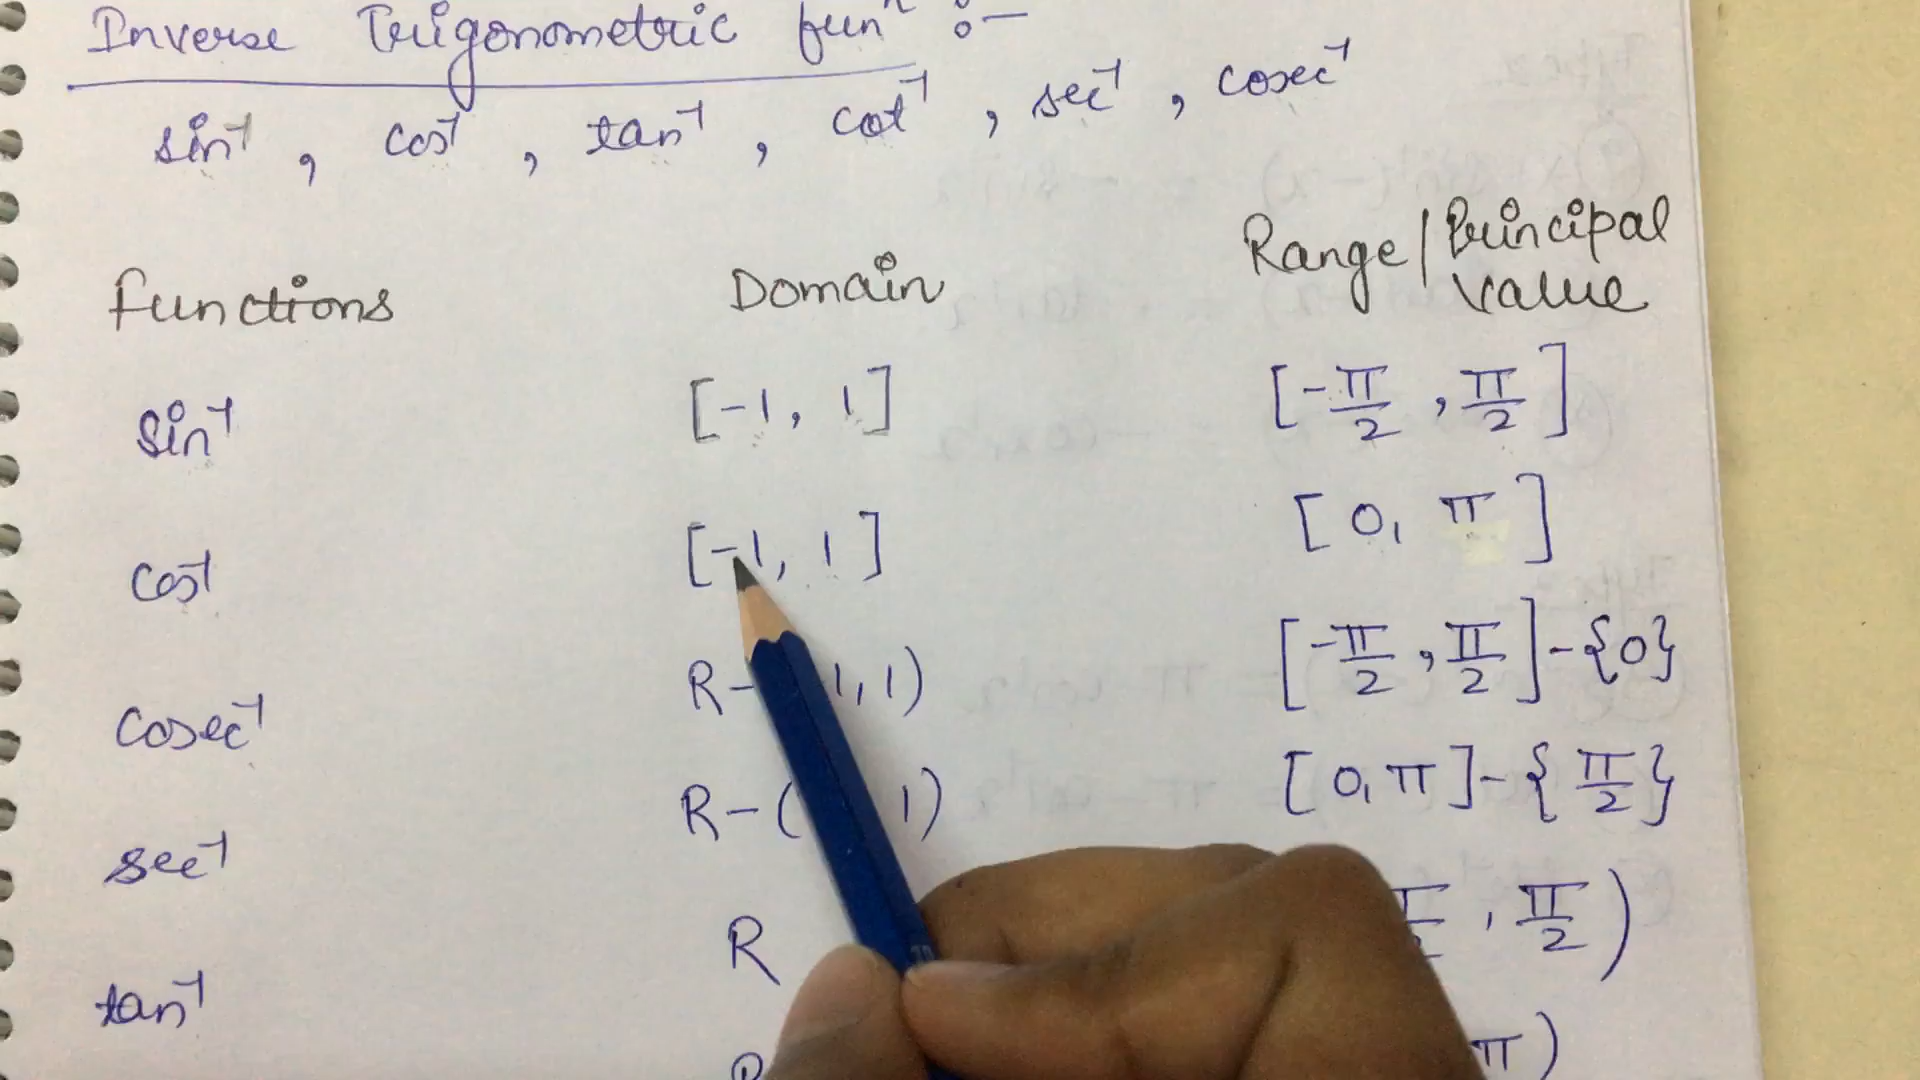 Inverse Trigonometric funⁿ :-
sin⁻¹, cos⁻¹, tan⁻¹, cot⁻¹, sec⁻¹, cosec⁻¹
Functions Domain Range/Principal value
sin⁻¹ [-1, 1] [-π/2, π/2]
cos⁻¹ [-1, 1] [0, π]
cosec⁻¹ R- 1,1) [-π/2, π/2]-{0}
sec⁻¹ R-( 1) [0,π]-{π/2}
tan⁻¹ R , π/2)
π)